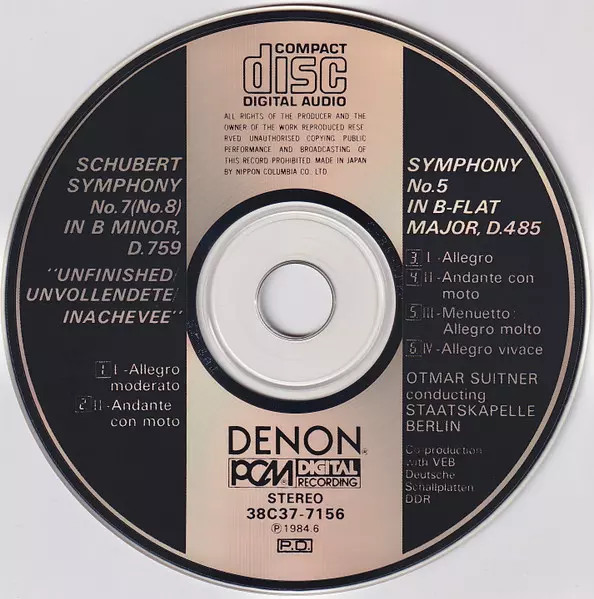 COMPACT
disc
DIGITAL AUDIO
ALL RIGHTS OF THE PRODUCER AND THE
OWNER OF THE WORK REPRODUCED RESE
RVED UNAUTHORISED COPYING PUBLIC
PERFORMANCE AND BROADCASTING OF
THIS RECORD PROHIBITED MADE IN JAPAN
BY NIPPON COLUMBIA CO. LTD
SCHUBERT
SYMPHONY
No.7(No.8)
IN B MINOR,
D.759
"UNFINISHED/
UNVOLLENDETE/
INACHEVEE"
1 I-Allegro
moderato
2 II-Andante
con moto
SYMPHONY
No.5
IN B-FLAT
MAJOR, D.485
3 I-Allegro
4 II-Andante con
moto
5 III-Menuetto:
Allegro molto
6 IV-Allegro vivace
OTMAR SUITNER
conducting
STAATSKAPELLE
BERLIN
Co-production
with VEB
Deutsche
Schallplatten
DDR
DENON®
PCM® DIGITAL
RECORDING
STEREO
38C37-7156
Ⓟ1984.6
P.D.